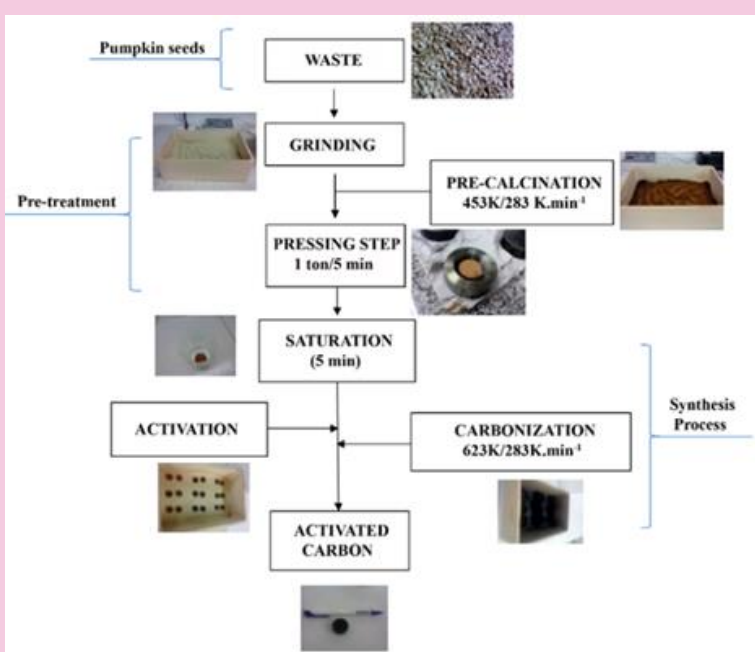 Pumpkin seeds
WASTE
GRINDING
PRE-CALCINATION
453K/283 K.min⁻¹
Pre-treatment
PRESSING STEP
1 ton/5 min
SATURATION
(5 min)
Synthesis
Process
ACTIVATION
CARBONIZATION
623K/283K.min⁻¹
ACTIVATED
CARBON